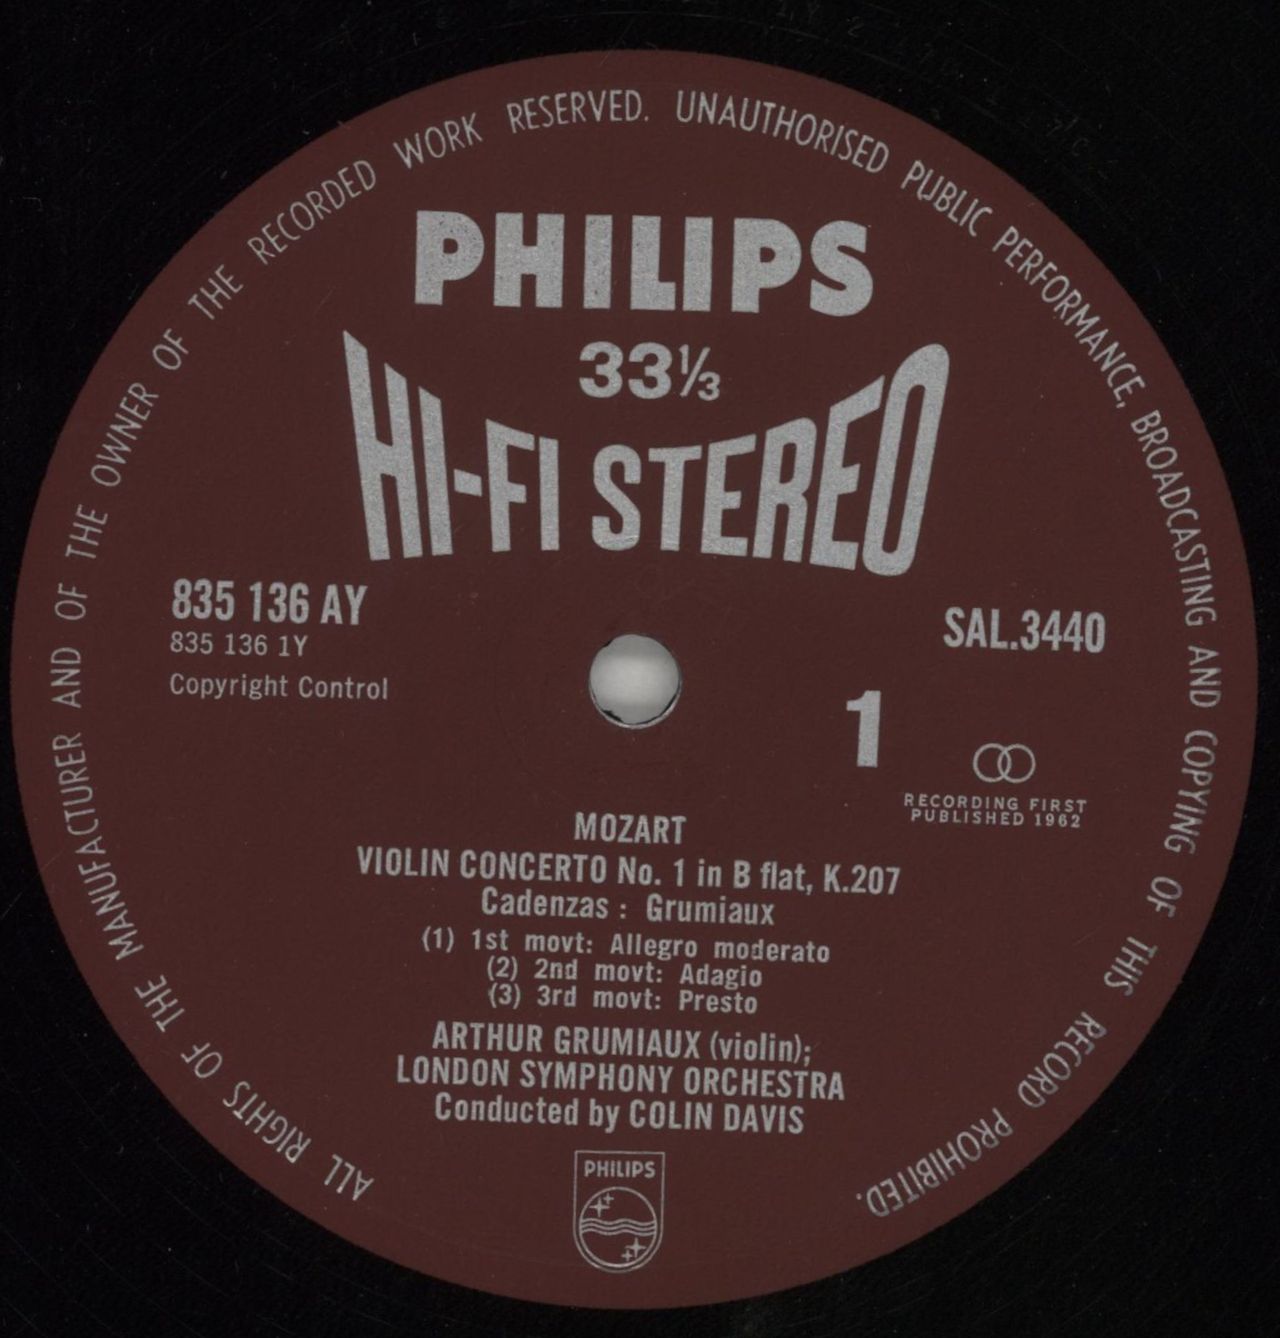 ALL RIGHTS OF THE MANUFACTURER AND OF THE OWNER OF THE RECORDED WORK RESERVED. UNAUTHORISED PUBLIC PERFORMANCE, BROADCASTING AND COPYING OF THIS RECORD PROHIBITED.
PHILIPS
33⅓
HI-FI STEREO
835 136 AY
835 136 1Y
Copyright Control
SAL.3440
1
RECORDING FIRST
PUBLISHED 1962
MOZART
VIOLIN CONCERTO No. 1 in B flat, K.207
Cadenzas : Grumiaux
(1) 1st movt: Allegro moderato
(2) 2nd movt: Adagio
(3) 3rd movt: Presto
ARTHUR GRUMIAUX (violin);
LONDON SYMPHONY ORCHESTRA
Conducted by COLIN DAVIS
PHILIPS